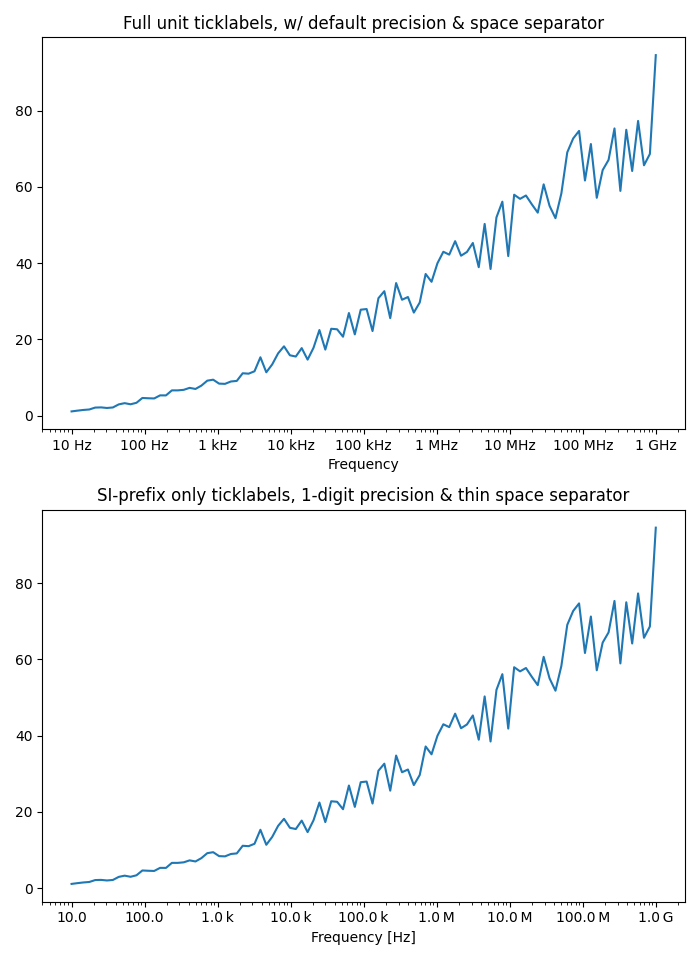 Full unit ticklabels, w/ default precision & space separator
80
60
40
20
0
10 Hz 100 Hz 1 kHz 10 kHz 100 kHz 1 MHz 10 MHz 100 MHz 1 GHz
Frequency
SI-prefix only ticklabels, 1-digit precision & thin space separator
80
60
40
20
0
10.0 100.0 1.0 k 10.0 k 100.0 k 1.0 M 10.0 M 100.0 M 1.0 G
Frequency [Hz]